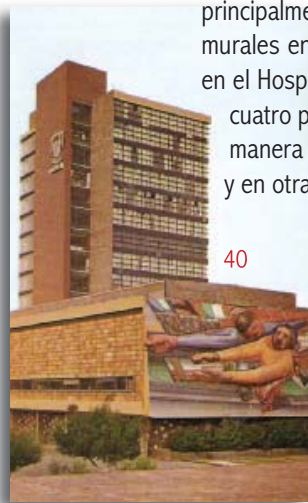 principalme
murales en
en el Hosp
cuatro p
manera
y en otra
40